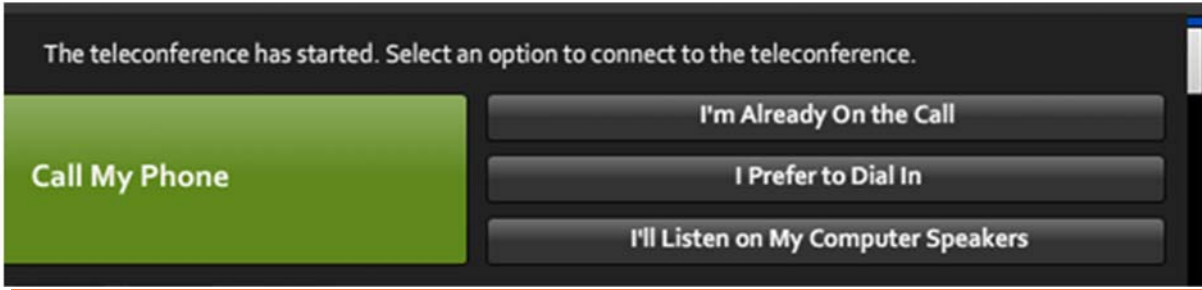 The teleconference has started. Select an option to connect to the teleconference.
Call My Phone
I'm Already On the Call
I Prefer to Dial In
I'll Listen on My Computer Speakers